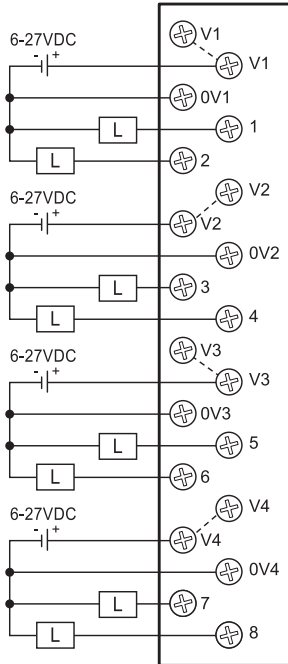 6-27VDC
V1
- +
V1
0V1
L
1
L
2
6-27VDC
V2
- +
V2
0V2
L
3
L
4
6-27VDC
V3
- +
V3
0V3
L
5
L
6
6-27VDC
V4
- +
V4
0V4
L
7
L
8